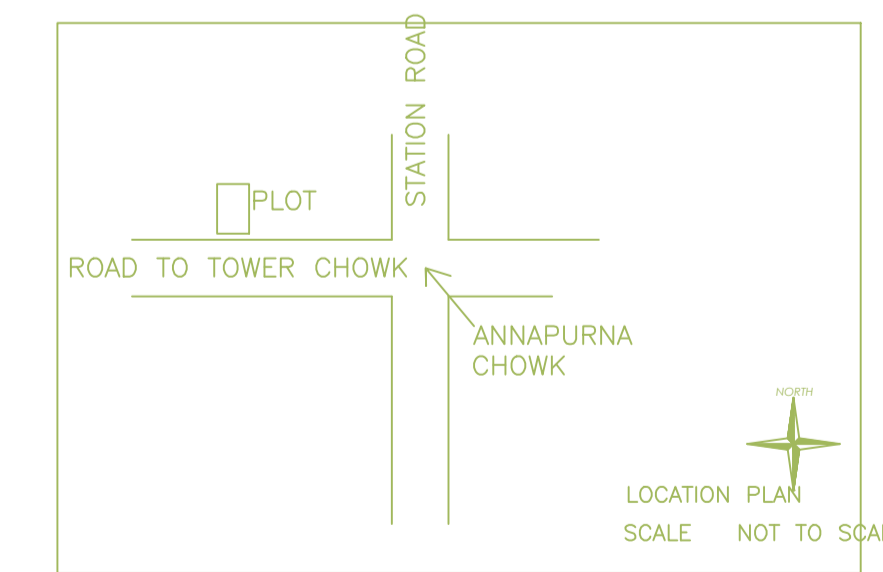 STATION ROAD
PLOT
ROAD TO TOWER CHOWK
ANNAPURNA
CHOWK
NORTH
LOCATION PLAN
SCALE NOT TO